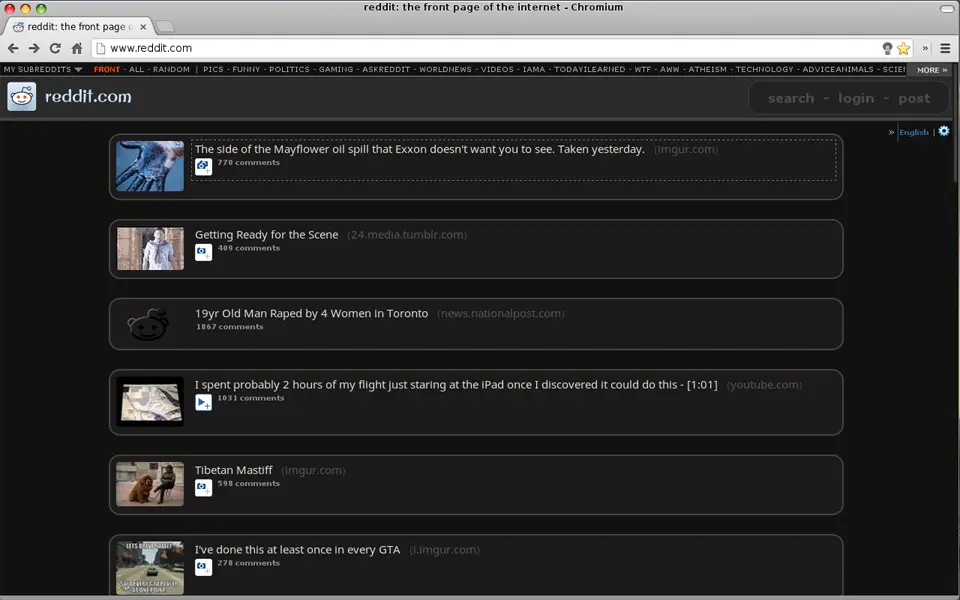 reddit: the front page of the internet - Chromium
reddit: the front page o
www.reddit.com
MY SUBREDDITS FRONT - ALL - RANDOM | PICS - FUNNY - POLITICS - GAMING - ASKREDDIT - WORLDNEWS - VIDEOS - IAMA - TODAYILEARNED - WTF - AWW - ATHEISM - TECHNOLOGY - ADVICEANIMALS - SCIEN MORE »
reddit.com
search - login - post
» English |
The side of the Mayflower oil spill that Exxon doesn't want you to see. Taken yesterday. (imgur.com)
770 comments
Getting Ready for the Scene (24.media.tumblr.com)
409 comments
19yr Old Man Raped by 4 Women in Toronto (news.nationalpost.com)
1867 comments
I spent probably 2 hours of my flight just staring at the iPad once I discovered it could do this - [1:01] (youtube.com)
1031 comments
Tibetan Mastiff (imgur.com)
598 comments
I've done this at least once in every GTA (i.imgur.com)
278 comments